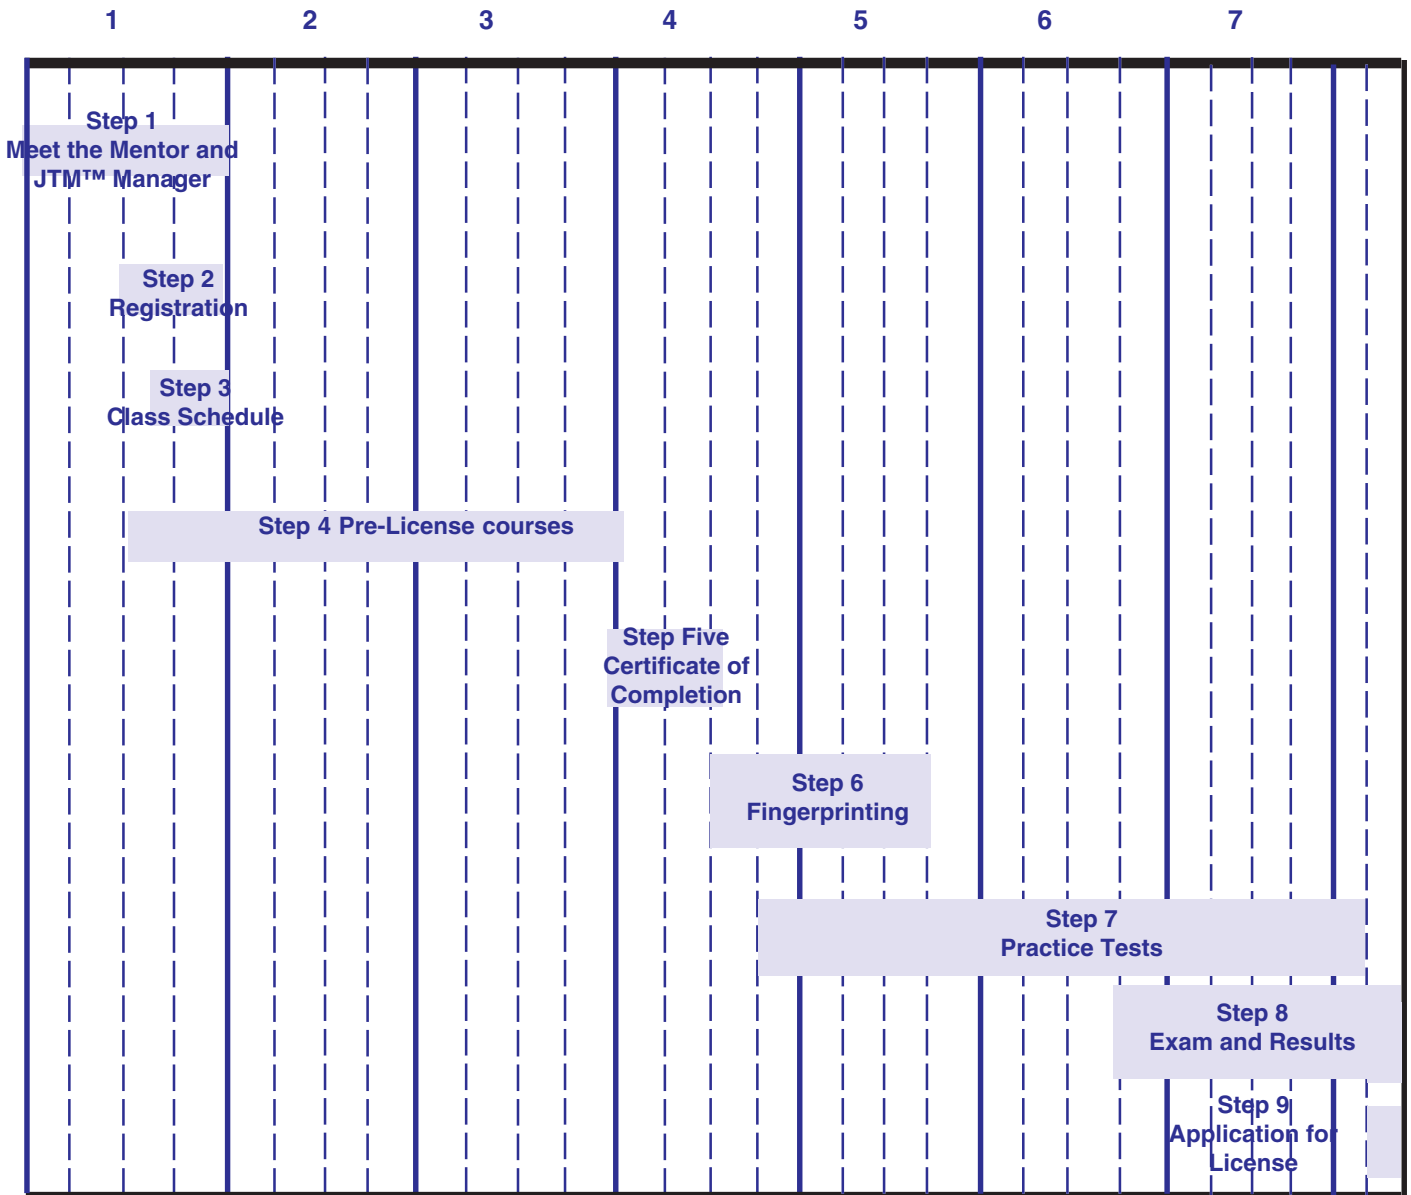 1 2 3 4 5 6 7
Step 1
Meet the Mentor and
JTM™ Manager
Step 2
Registration
Step 3
Class Schedule
Step 4 Pre-License courses
Step Five
Certificate of
Completion
Step 6
Fingerprinting
Step 7
Practice Tests
Step 8
Exam and Results
Step 9
Application for
License